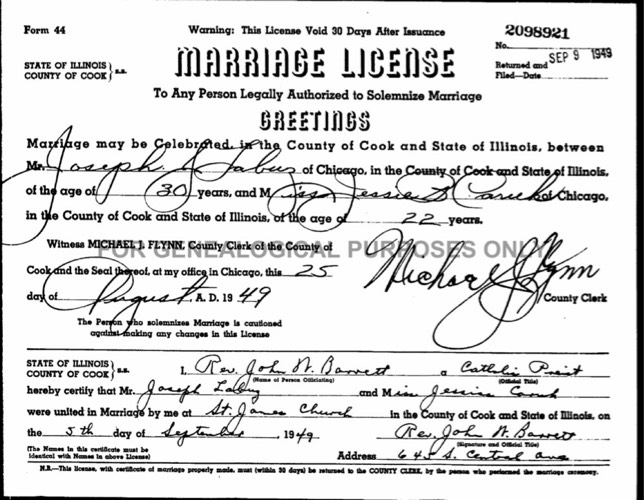 Form 44
Warning: This License Void 30 Days After Issuance
2098921
No.
STATE OF ILLINOIS
COUNTY OF COOK } S.S.
MARRIAGE LICENSE
Returned and
Filed—Date SEP 9 1949
To Any Person Legally Authorized to Solemnize Marriage
GREETINGS
Marriage may be Celebrated, in the County of Cook and State of Illinois, between
Mr. Joseph Labuz of Chicago, in the County of Cook and State of Illinois,
of the age of 30 years, and Miss Jessie of Chicago,
in the County of Cook and State of Illinois, of the age of 22 years.
Witness MICHAEL J. FLYNN, County Clerk of the County of
FOR GENEALOGICAL PURPOSES ONLY
Cook and the Seal thereof, at my office in Chicago, this 25
day of August A. D. 19 49
Michael J. Flynn
County Clerk
The Person who solemnizes Marriage is cautioned
against making any changes in this License
STATE OF ILLINOIS
COUNTY OF COOK } S.S.
I, Rev. John W. Barrett a Catholic Priest
(Name of Person Officiating) (Official Title)
hereby certify that Mr. Joseph Labuz and Miss Jessie
were united in Marriage by me at St. James Church in the County of Cook and State of Illinois, on
the 5th day of September 1949 Rev. John W. Barrett
(Signature and Official Title)
(The Names in this certificate must be
identical with Names in above License)
Address 64 S. Central Ave
N.B.—This license, with certificate of marriage properly made, must (within 30 days) be returned to the COUNTY CLERK, by the person who performed the marriage ceremony.